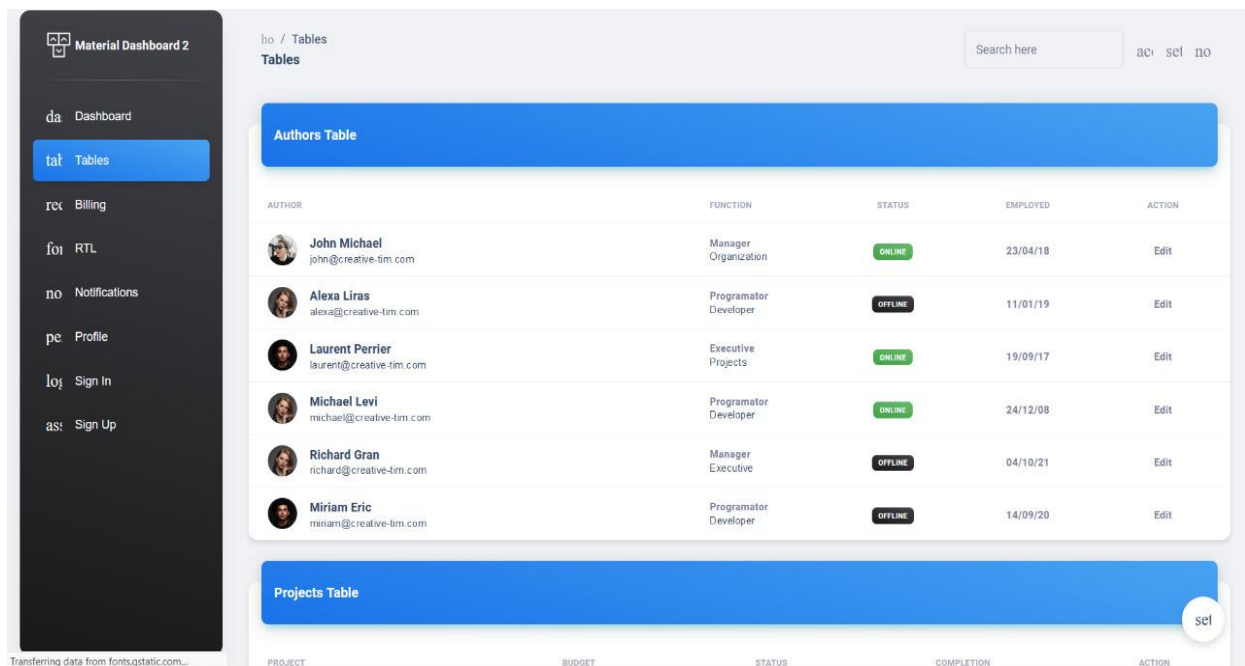 Material Dashboard 2
da Dashboard
tab Tables
rec Billing
for RTL
no Notifications
pe Profile
log Sign In
ass Sign Up
ho / Tables
Tables
Search here
acc set no
Authors Table
AUTHOR FUNCTION STATUS EMPLOYED ACTION
John Michael
john@creative-tim.com
Manager
Organization
ONLINE
23/04/18
Edit
Alexa Liras
alexa@creative-tim.com
Programator
Developer
OFFLINE
11/01/19
Edit
Laurent Perrier
laurent@creative-tim.com
Executive
Projects
ONLINE
19/09/17
Edit
Michael Levi
michael@creative-tim.com
Programator
Developer
ONLINE
24/12/08
Edit
Richard Gran
richard@creative-tim.com
Manager
Executive
OFFLINE
04/10/21
Edit
Miriam Eric
miriam@creative-tim.com
Programator
Developer
OFFLINE
14/09/20
Edit
Projects Table
set
PROJECT BUDGET STATUS COMPLETION ACTION
Transferring data from fonts.gstatic.com...